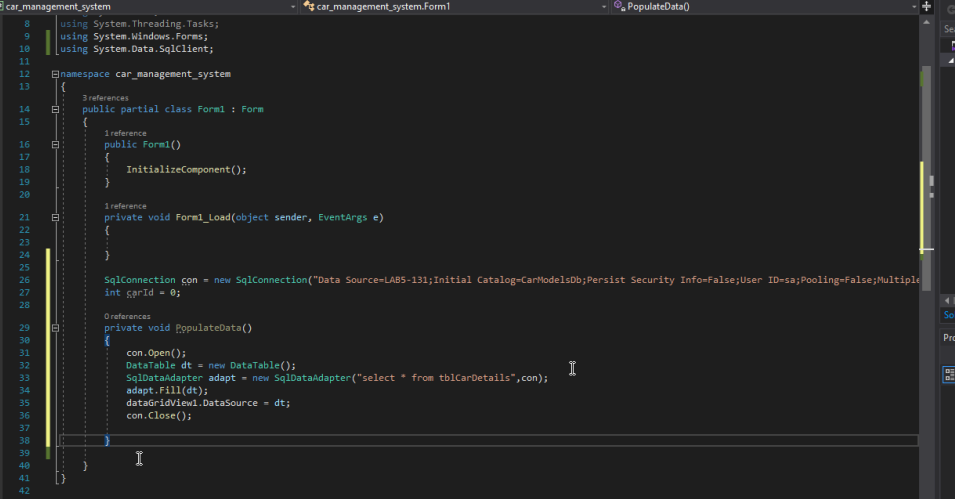 car_management_system car_management_system.Form1 PopulateData()
8 using System.Threading.Tasks;
9 using System.Windows.Forms;
10 using System.Data.SqlClient;
11
12 namespace car_management_system
13 {
3 references
14 public partial class Form1 : Form
15 {
1 reference
16 public Form1()
17 {
18 InitializeComponent();
19 }
20
1 reference
21 private void Form1_Load(object sender, EventArgs e)
22 {
23
24 }
25
26 SqlConnection con = new SqlConnection("Data Source=LAB5-131;Initial Catalog=CarModelsDb;Persist Security Info=False;User ID=sa;Pooling=False;Multiple
27 int carId = 0;
28
0 references
29 private void PopulateData()
30 {
31 con.Open();
32 DataTable dt = new DataTable();
33 SqlDataAdapter adapt = new SqlDataAdapter("select * from tblCarDetails",con);
34 adapt.Fill(dt);
35 dataGridView1.DataSource = dt;
36 con.Close();
37
38 }
39
40 }
41 }
42
Sea
So
Pro